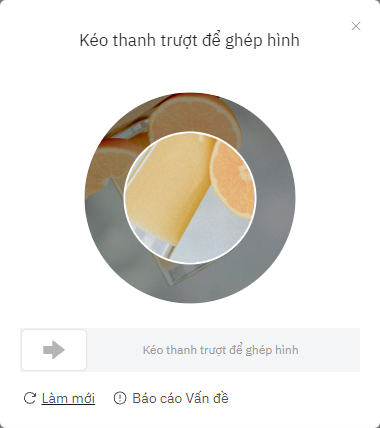 Kéo thanh trượt để ghép hình
Kéo thanh trượt để ghép hình
Làm mới
Báo cáo Vấn đề